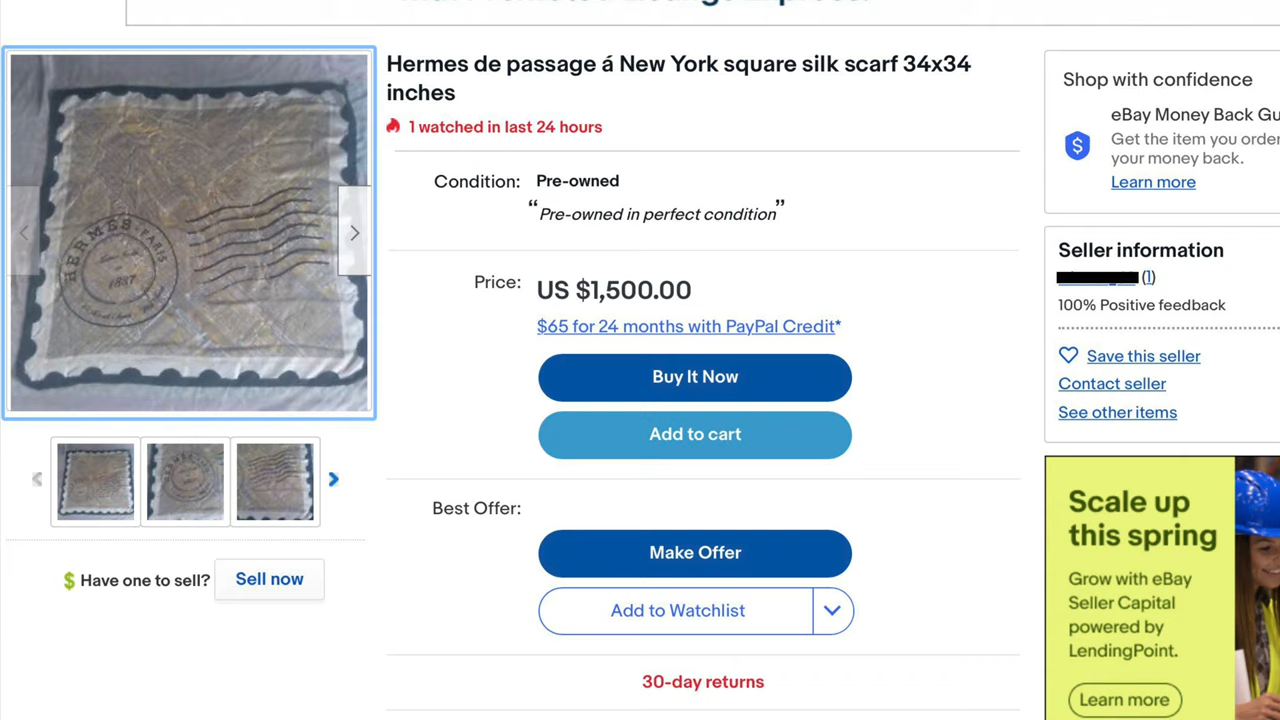 Hermes de passage á New York square silk scarf 34x34
inches
1 watched in last 24 hours
Condition: Pre-owned
“Pre-owned in perfect condition”
Price: US $1,500.00
$65 for 24 months with PayPal Credit*
Buy It Now
Add to cart
Best Offer:
Make Offer
Add to Watchlist
30-day returns
HERMÈS-PARIS
1837
$ Have one to sell? Sell now
Shop with confidence
eBay Money Back Gu
Get the item you order
your money back.
Learn more
Seller information
(1)
100% Positive feedback
Save this seller
Contact seller
See other items
Scale up
this spring
Grow with eBay
Seller Capital
powered by
LendingPoint.
Learn more